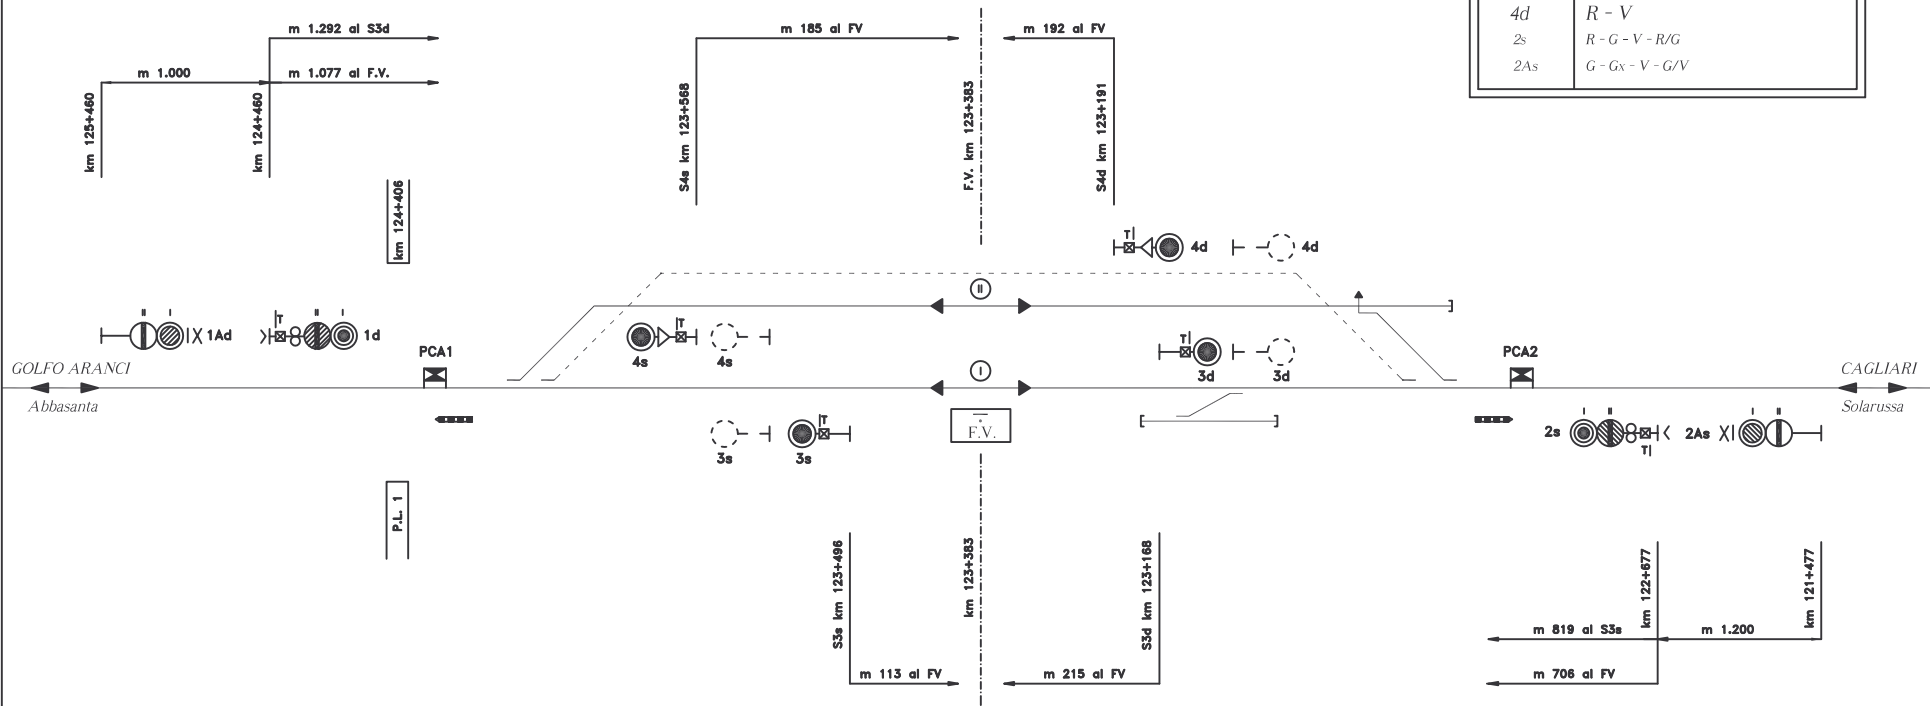 4d R - V
2s R - G - V - R/G
2As G - Gx - V - G/V
m 1.292 al S3d
m 1.000
m 1.077 al F.V.
km 125+460
km 124+460
km 124+406
m 185 al FV
m 192 al FV
S4s km 123+568
F.V. km 123+383
S4d km 123+191
T
4d
4d
II
II I
1Ad
T
II I
1d
T
4s
4s
T
3d
3d
GOLFO ARANCI
Abbasanta
PCA1
I
PCA2
CAGLIARI
Solarussa
F.V.
3s
T
3s
I II
2s
T
2As
I II
P.L. 1
S3s km 123+496
km 123+383
S3d km 123+168
km 122+677
km 121+477
m 819 al S3s
m 1.200
m 113 al FV
m 215 al FV
m 706 al FV